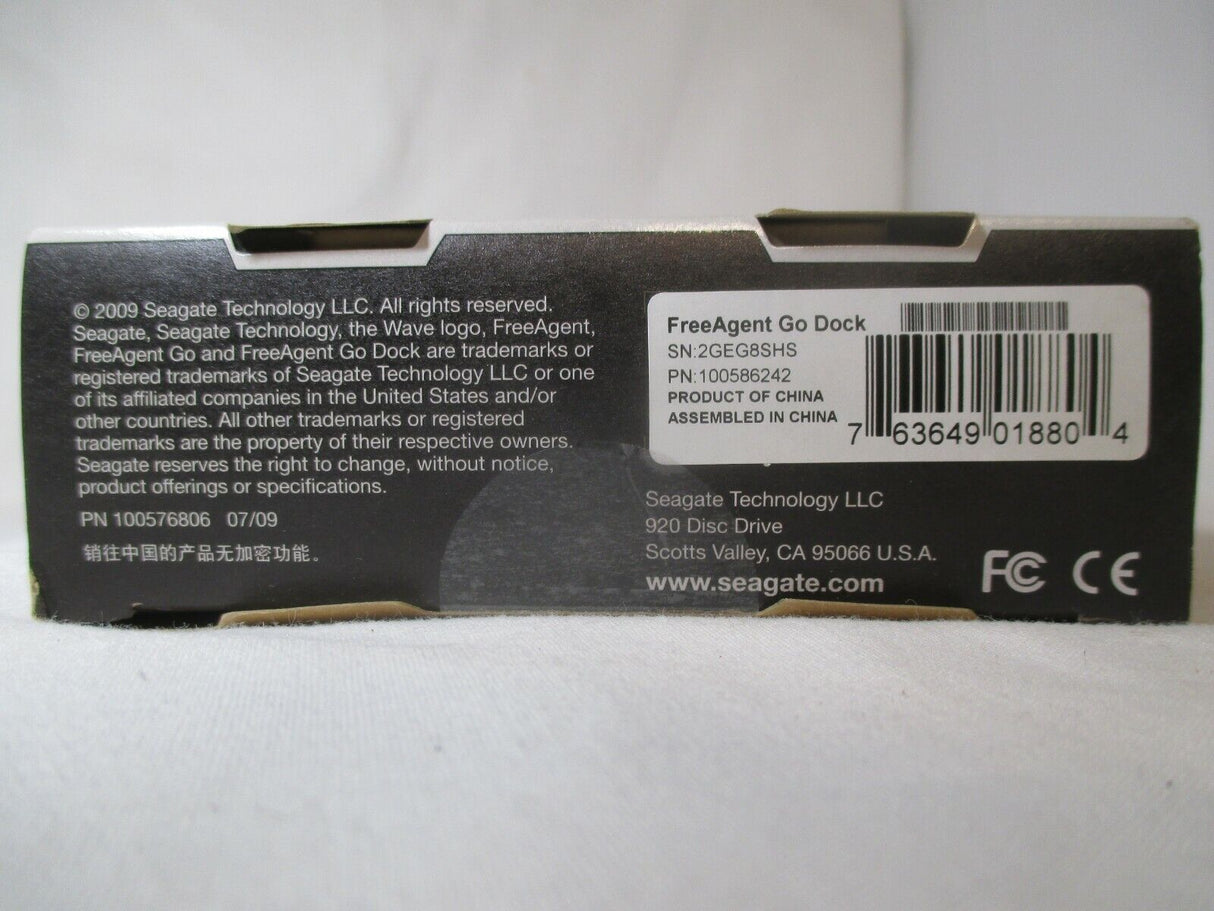 © 2009 Seagate Technology LLC. All rights reserved.
Seagate, Seagate Technology, the Wave logo, FreeAgent,
FreeAgent Go and FreeAgent Go Dock are trademarks or
registered trademarks of Seagate Technology LLC or one
of its affiliated companies in the United States and/or
other countries. All other trademarks or registered
trademarks are the property of their respective owners.
Seagate reserves the right to change, without notice,
product offerings or specifications.
PN 100576806 07/09
销往中国的产品无加密功能。
FreeAgent Go Dock
SN:2GEG8SHS
PN:100586242
PRODUCT OF CHINA
ASSEMBLED IN CHINA
7 63649 01880 4
Seagate Technology LLC
920 Disc Drive
Scotts Valley, CA 95066 U.S.A.
www.seagate.com
FC CE